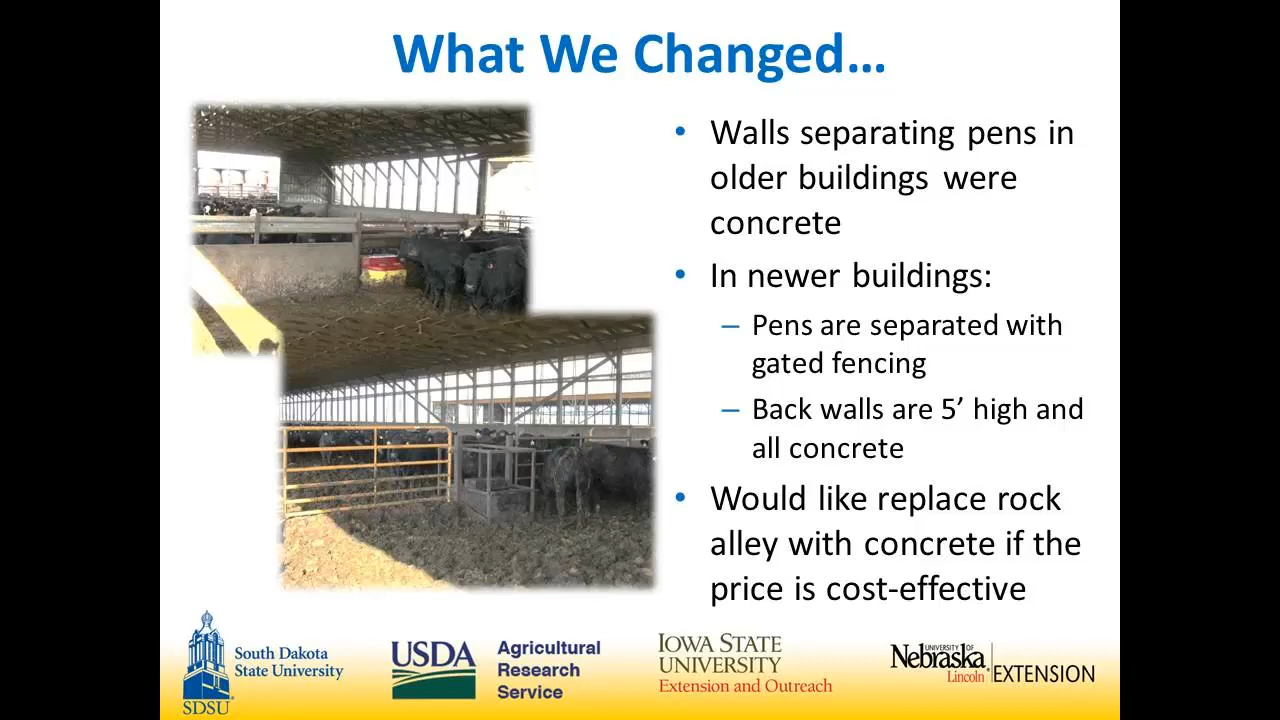 What We Changed...
• Walls separating pens in
older buildings were
concrete
• In newer buildings:
– Pens are separated with
gated fencing
– Back walls are 5’ high and
all concrete
• Would like replace rock
alley with concrete if the
price is cost-effective
SDSU
South Dakota
State University
USDA
Agricultural
Research
Service
IOWA STATE
UNIVERSITY
Extension and Outreach
UNIVERSITY OF
Nebraska
Lincoln
EXTENSION